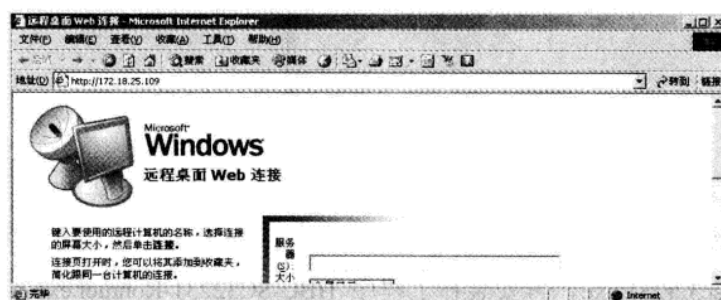 远程桌面 Web 连接 - Microsoft Internet Explorer
文件(F) 编辑(E) 查看(V) 收藏(A) 工具(T) 帮助(H)
搜索 收藏夹 媒体
地址(D) http://172.18.25.109 转到 链接
Microsoft
Windows
远程桌面 Web 连接
键入要使用的远程计算机的名称，选择连接
的屏幕大小，然后单击连接。
连接页打开时，您可以将其添加到收藏夹，
简化跟同一台计算机的连接。
服务
器
(S):
大小
完毕 Internet